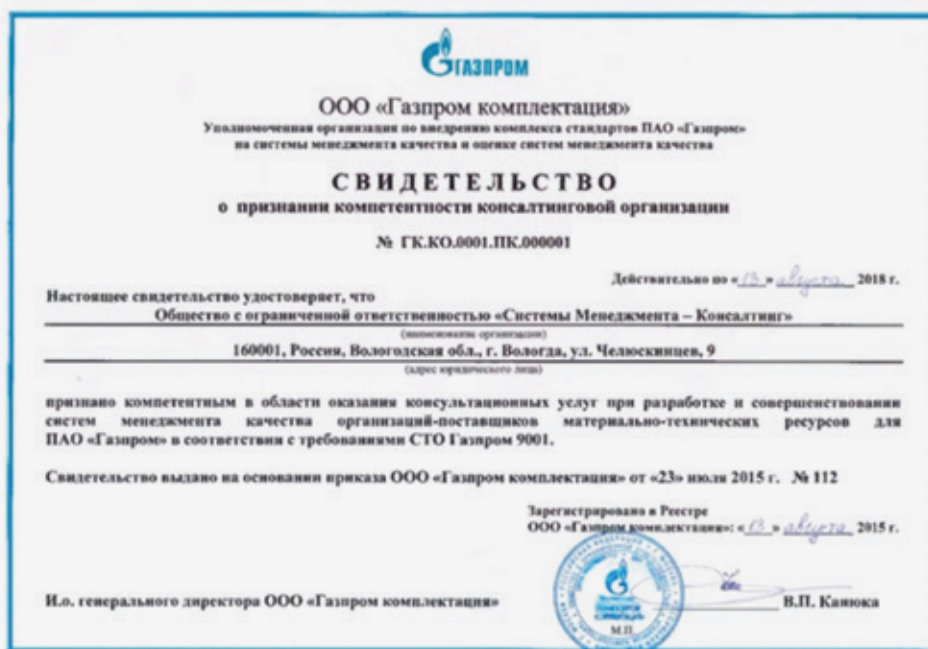 ГАЗПРОМ
ООО «Газпром комплектация»
Уполномоченная организация по внедрению комплекса стандартов ПАО «Газпром»
на системы менеджмента качества и оценке систем менеджмента качества
СВИДЕТЕЛЬСТВО
о признании компетентности консалтинговой организации
№ ГК.КО.0001.ПК.000001
Действительно по «13» августа 2018 г.
Настоящее свидетельство удостоверяет, что
Общество с ограниченной ответственностью «Системы Менеджмента – Консалтинг»
(наименование организации)
160001, Россия, Вологодская обл., г. Вологда, ул. Челюскинцев, 9
(адрес юридического лица)
признано компетентным в области оказания консультационных услуг при разработке и совершенствовании
систем менеджмента качества организаций-поставщиков материально-технических ресурсов для
ПАО «Газпром» в соответствии с требованиями СТО Газпром 9001.
Свидетельство выдано на основании приказа ООО «Газпром комплектация» от «23» июля 2015 г. № 112
Зарегистрировано в Реестре
ООО «Газпром комплектация»: «13» августа 2015 г.
И.о. генерального директора ООО «Газпром комплектация»
В.П. Канюка
М.П.